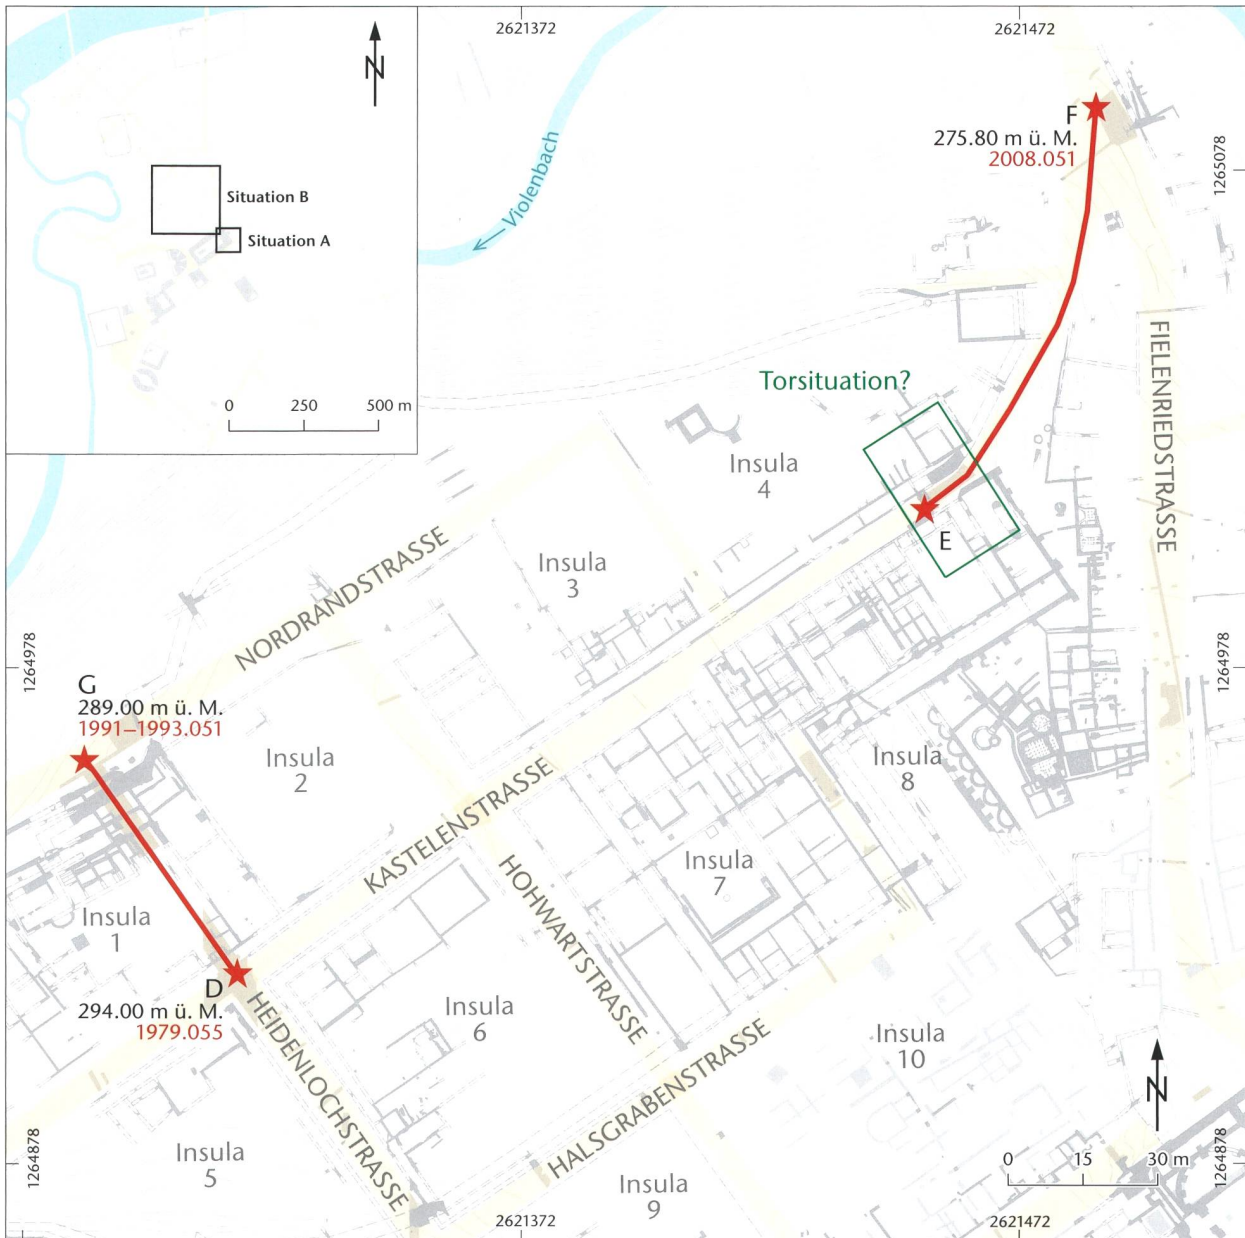 2621372
2621472
N
Situation B
Situation A
0 250 500 m
← Violenbach
F
275.80 m ü. M.
2008.051
1265078
FIELENRIEDSTRASSE
Torsituation?
Insula
4
E
Insula
3
NORDRANDSTRASSE
1264978
1264978
G
289.00 m ü. M.
1991–1993.051
Insula
2
Insula
8
KASTELENSTRASSE
HOHWARTSTRASSE
Insula
7
Insula
1
D
294.00 m ü. M.
1979.055
HEIDENLOCHSTRASSE
Insula
6
Insula
10
HALSGRABENSTRASSE
N
0 15 30 m
1264878
1264878
Insula
5
Insula
9
2621372
2621472